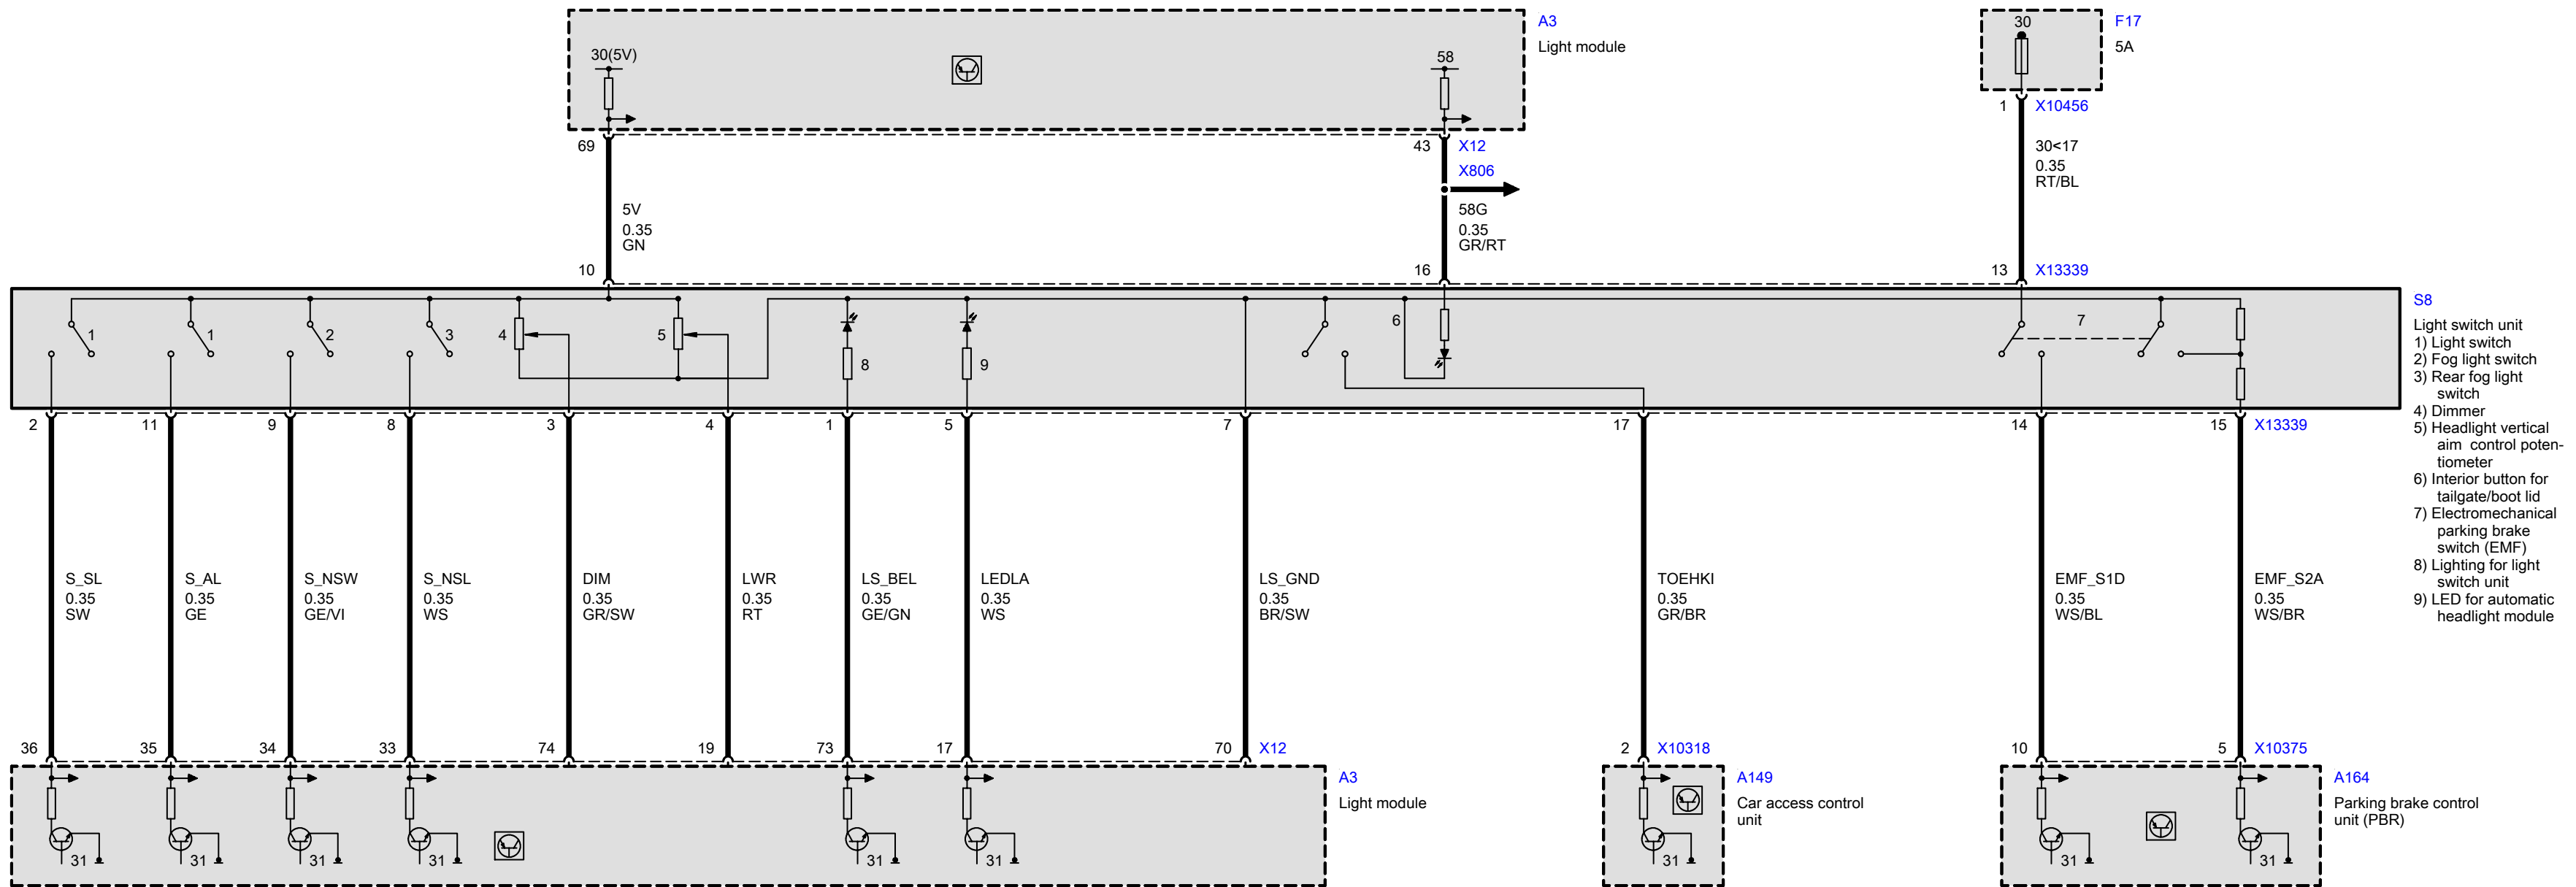 A3
Light module
30(5V)
58
30
F17
5A
1
X10456
69
43
X12
X806
30<17
0.35
RT/BL
5V
0.35
GN
58G
0.35
GR/RT
10
16
13
X13339
1
1
2
3
4
5
8
9
6
7
S8
Light switch unit
1) Light switch
2) Fog light switch
3) Rear fog light
switch
4) Dimmer
5) Headlight vertical
aim control poten-
tiometer
6) Interior button for
tailgate/boot lid
7) Electromechanical
parking brake
switch (EMF)
8) Lighting for light
switch unit
9) LED for automatic
headlight module
2
11
9
8
3
4
1
5
7
17
14
15
X13339
S_SL
0.35
SW
S_AL
0.35
GE
S_NSW
0.35
GE/VI
S_NSL
0.35
WS
DIM
0.35
GR/SW
LWR
0.35
RT
LS_BEL
0.35
GE/GN
LEDLA
0.35
WS
LS_GND
0.35
BR/SW
TOEHKI
0.35
GR/BR
EMF_S1D
0.35
WS/BL
EMF_S2A
0.35
WS/BR
36
35
34
33
74
19
73
17
70
X12
2
X10318
10
5
X10375
A3
Light module
A149
Car access control
unit
A164
Parking brake control
unit (PBR)
31
31
31
31
31
31
31
31
31